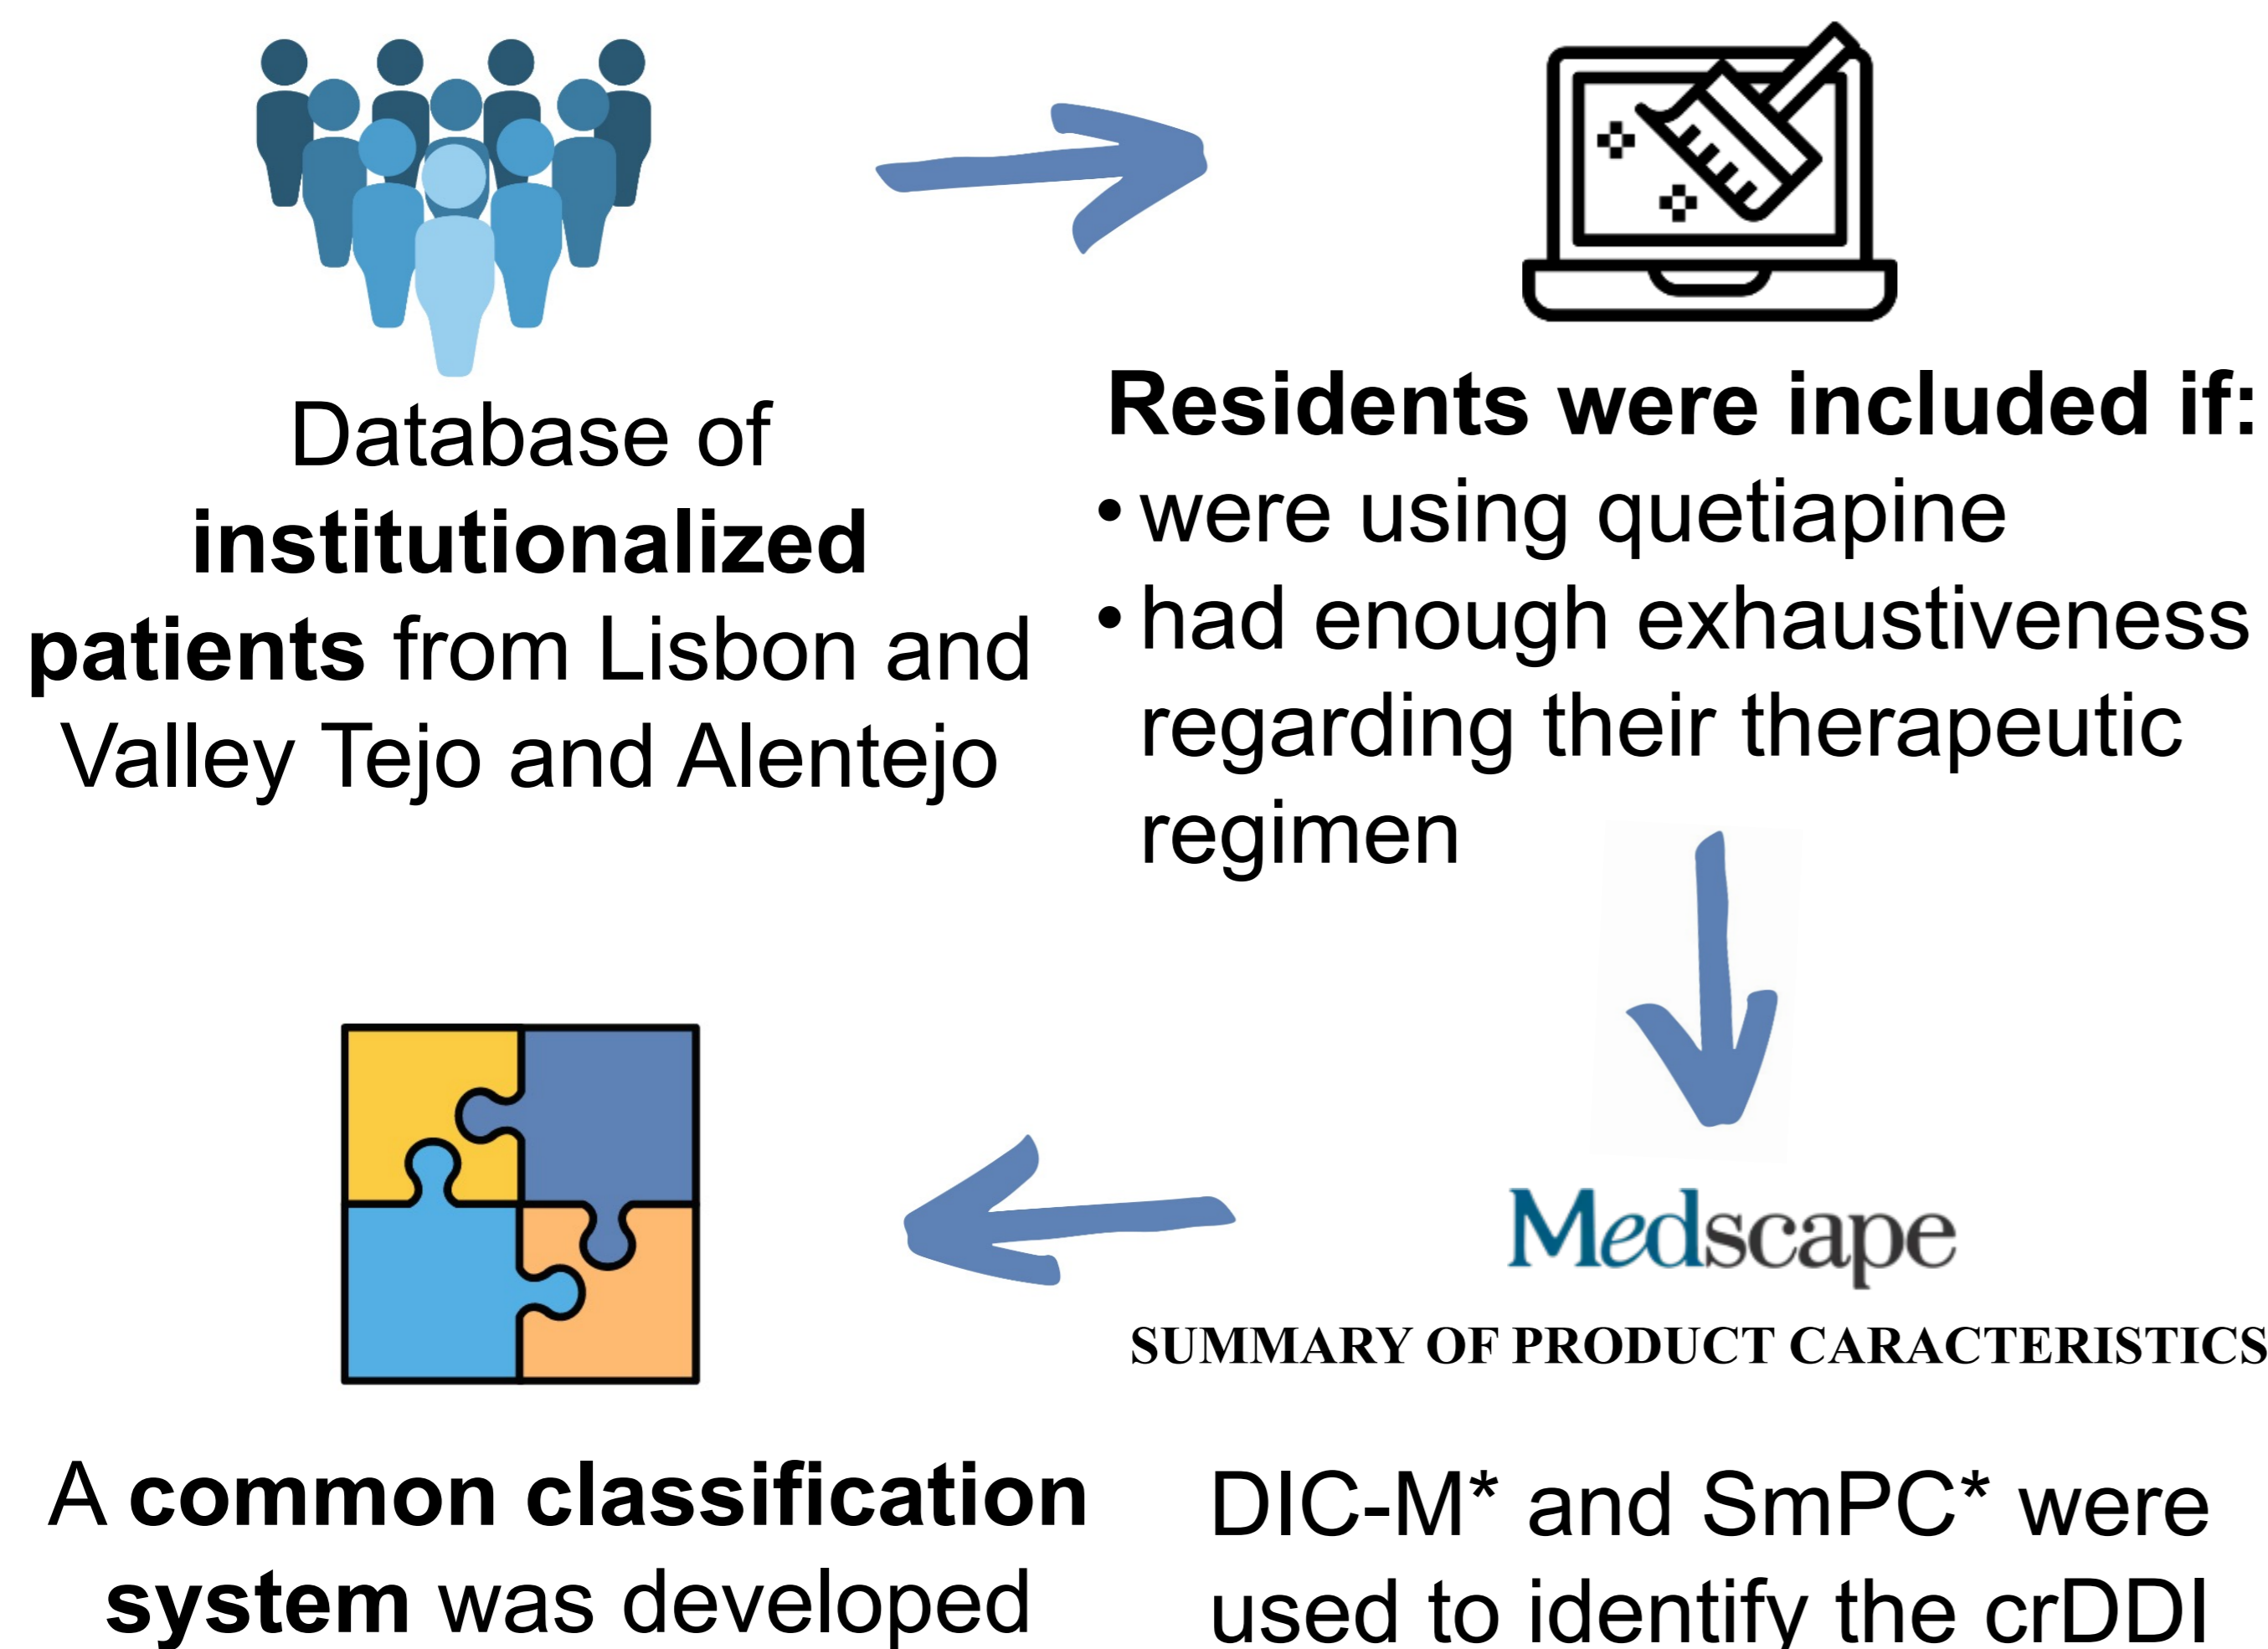 Database of
institutionalized
patients from Lisbon and
Valley Tejo and Alentejo
Residents were included if:
• were using quetiapine
• had enough exhaustiveness
regarding their therapeutic
regimen
Medscape
SUMMARY OF PRODUCT CARACTERISTICS
DIC-M* and SmPC* were
used to identify the crDDI
A common classification
system was developed